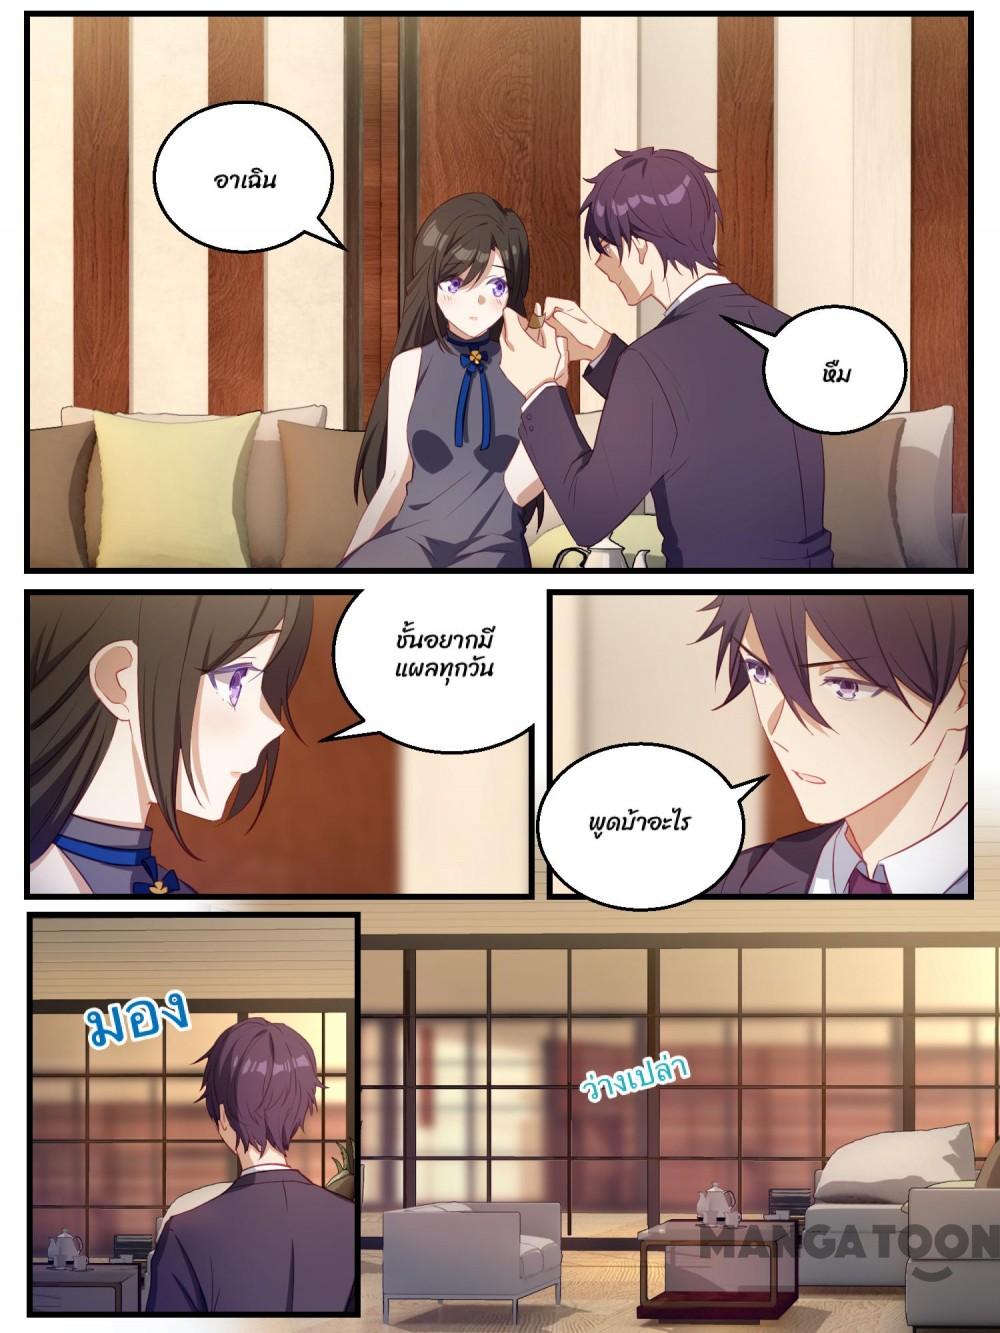 อาเฉิน
หืม
ชั้นอยากมี
แผลทุกวัน
พูดบ้าอะไร
มอง
ว่างเปล่า
MANGATOON